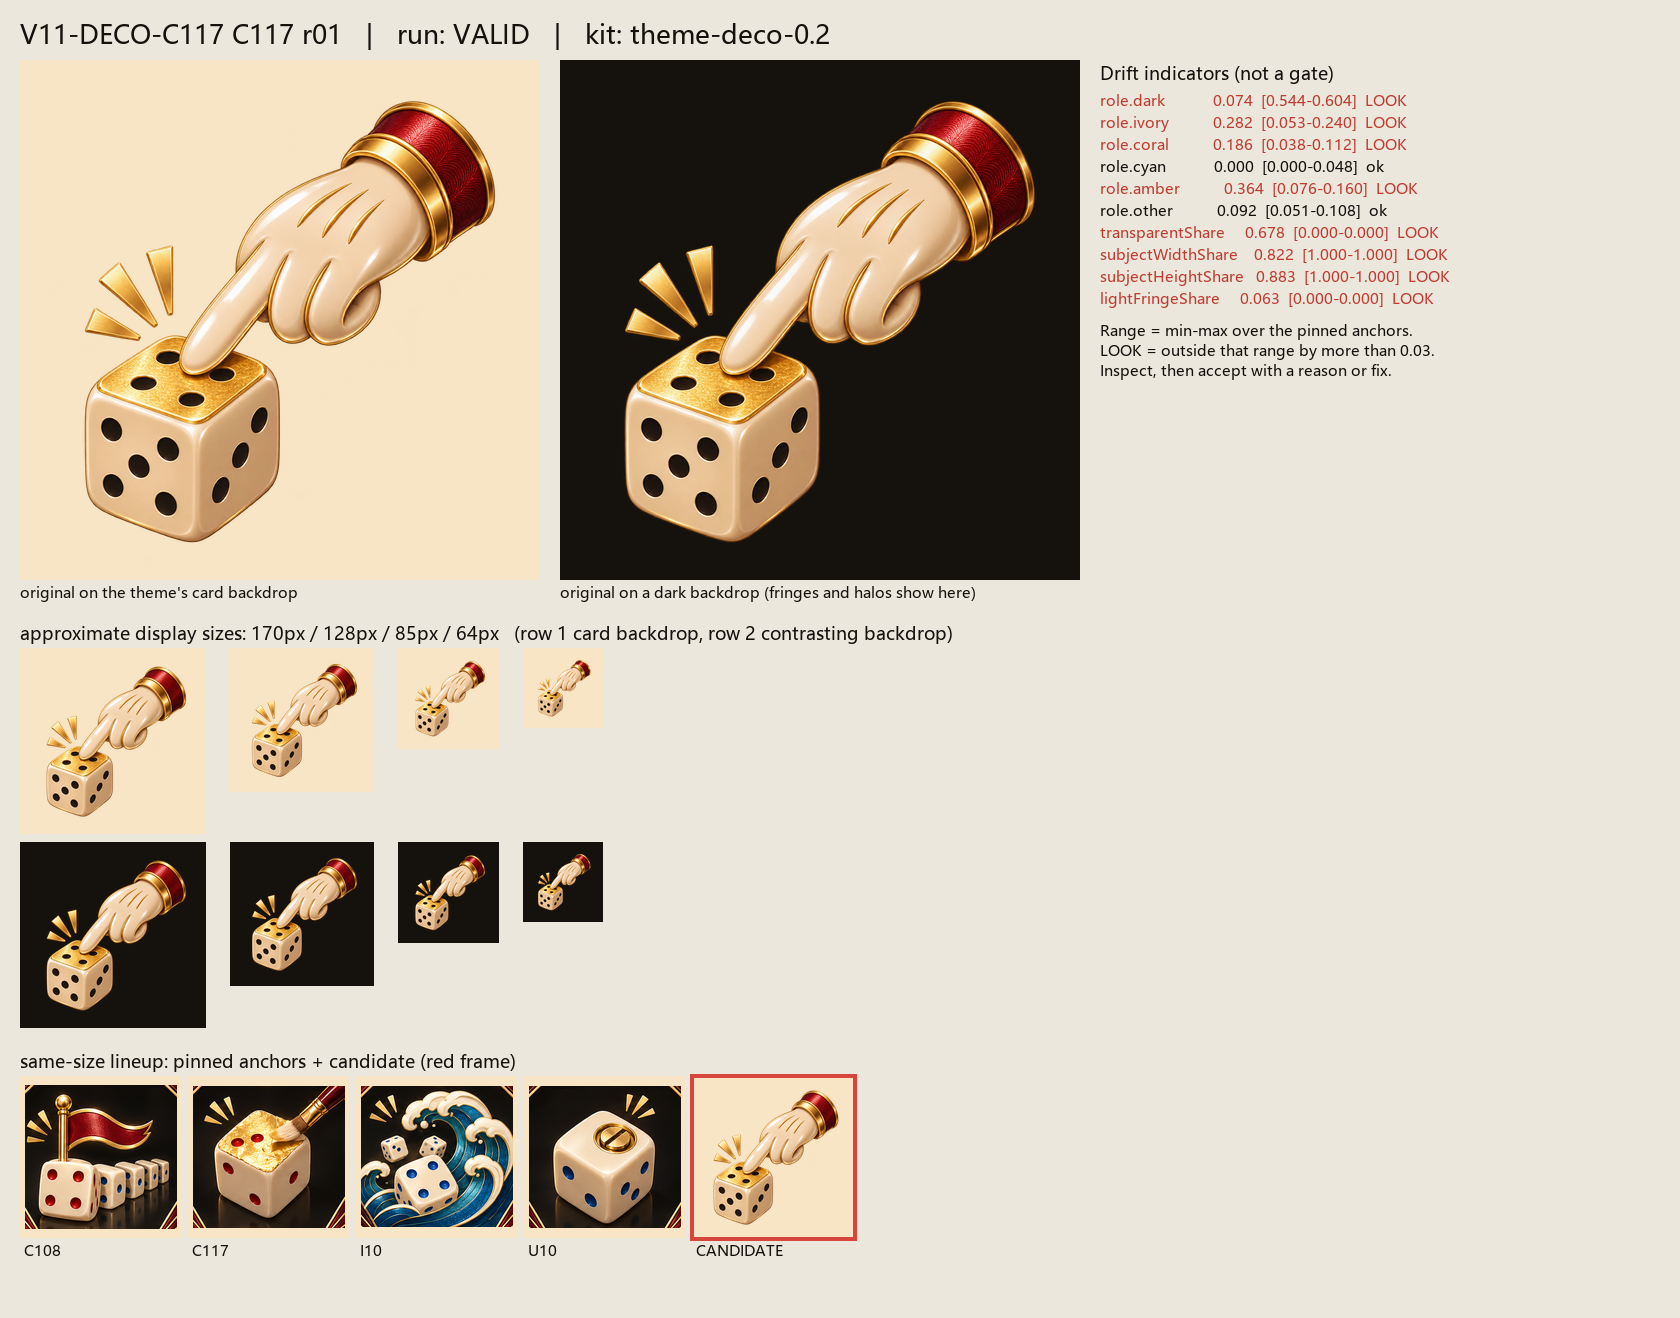 V11-DECO-C117 C117 r01 | run: VALID | kit: theme-deco-0.2
Drift indicators (not a gate)
role.dark 0.074 [0.544-0.604] LOOK
role.ivory 0.282 [0.053-0.240] LOOK
role.coral 0.186 [0.038-0.112] LOOK
role.cyan 0.000 [0.000-0.048] ok
role.amber 0.364 [0.076-0.160] LOOK
role.other 0.092 [0.051-0.108] ok
transparentShare 0.678 [0.000-0.000] LOOK
subjectWidthShare 0.822 [1.000-1.000] LOOK
subjectHeightShare 0.883 [1.000-1.000] LOOK
lightFringeShare 0.063 [0.000-0.000] LOOK
Range = min-max over the pinned anchors.
LOOK = outside that range by more than 0.03.
Inspect, then accept with a reason or fix.
original on the theme's card backdrop
original on a dark backdrop (fringes and halos show here)
approximate display sizes: 170px / 128px / 85px / 64px (row 1 card backdrop, row 2 contrasting backdrop)
same-size lineup: pinned anchors + candidate (red frame)
C108
C117
I10
U10
CANDIDATE